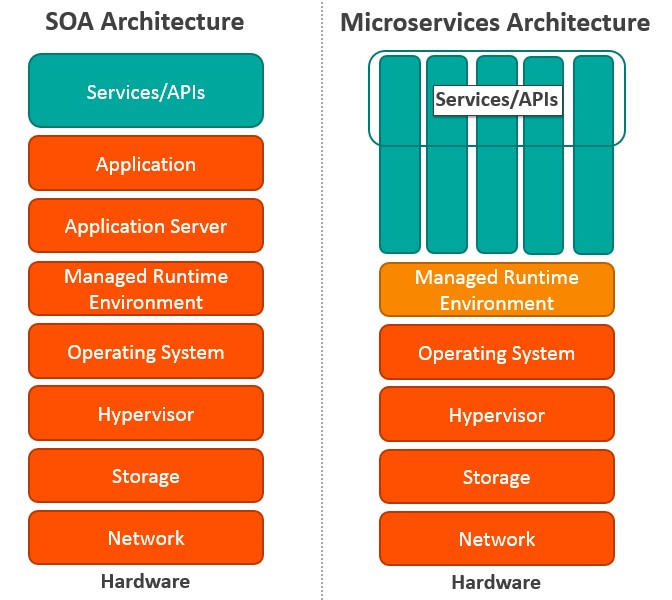 SOA Architecture
Services/APIs
Application
Application Server
Managed Runtime
Environment
Operating System
Hypervisor
Storage
Network
Hardware
Microservices Architecture
Services/APIs
Managed Runtime
Environment
Operating System
Hypervisor
Storage
Network
Hardware